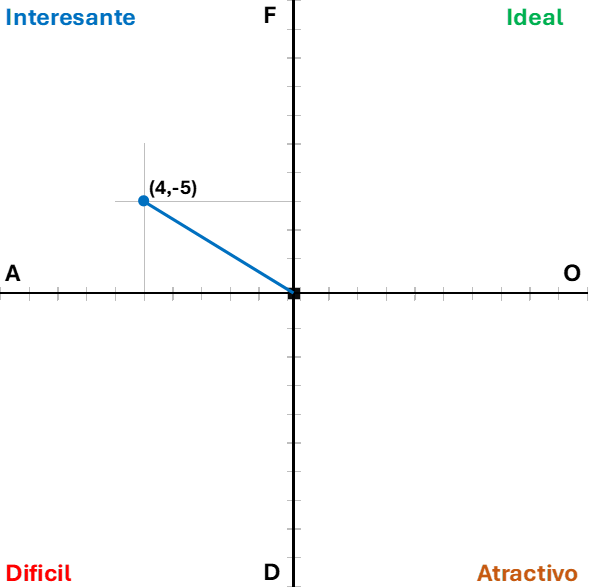 Interesante
F
Ideal
(4,-5)
A
O
Dificil
D
Atractivo